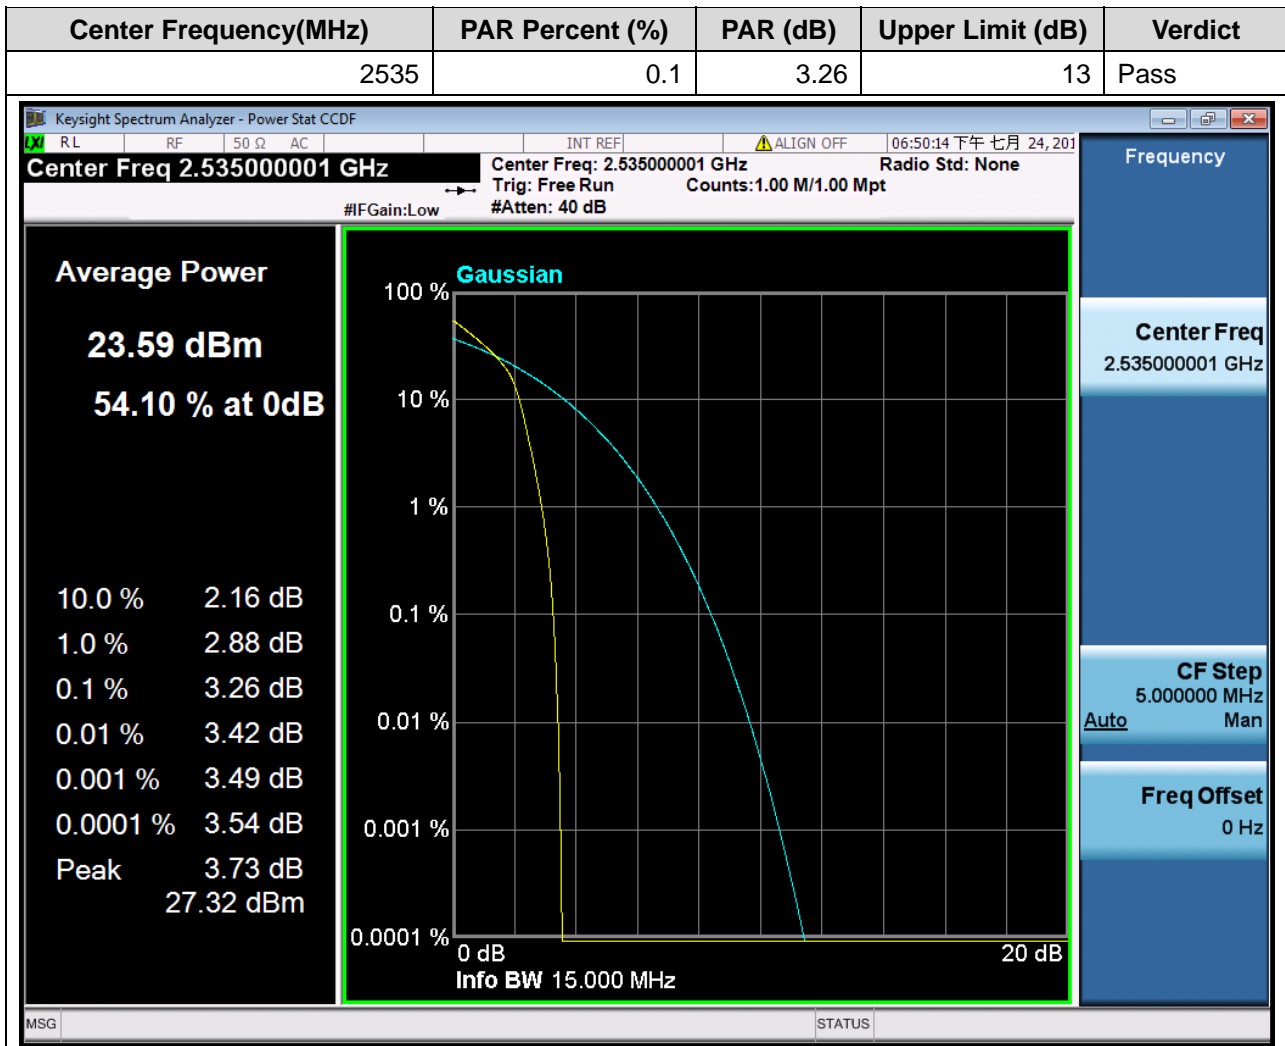 Center Frequency(MHz) PAR Percent (%) PAR (dB) Upper Limit (dB) Verdict
2535 0.1 3.26 13 Pass
Keysight Spectrum Analyzer - Power Stat CCDF
LXI RL RF 50 Ω AC INT REF ALIGN OFF 06:50:14 下午 七月 24, 201
Center Freq 2.535000001 GHz
#IFGain:Low
Center Freq: 2.535000001 GHz Radio Std: None
Trig: Free Run Counts:1.00 M/1.00 Mpt
#Atten: 40 dB
Average Power
23.59 dBm
54.10 % at 0dB
10.0 % 2.16 dB
1.0 % 2.88 dB
0.1 % 3.26 dB
0.01 % 3.42 dB
0.001 % 3.49 dB
0.0001 % 3.54 dB
Peak 3.73 dB
27.32 dBm
Gaussian
100 %
10 %
1 %
0.1 %
0.01 %
0.001 %
0.0001 %
0 dB 20 dB
Info BW 15.000 MHz
Frequency
Center Freq
2.535000001 GHz
CF Step
5.000000 MHz
Auto Man
Freq Offset
0 Hz
MSG STATUS